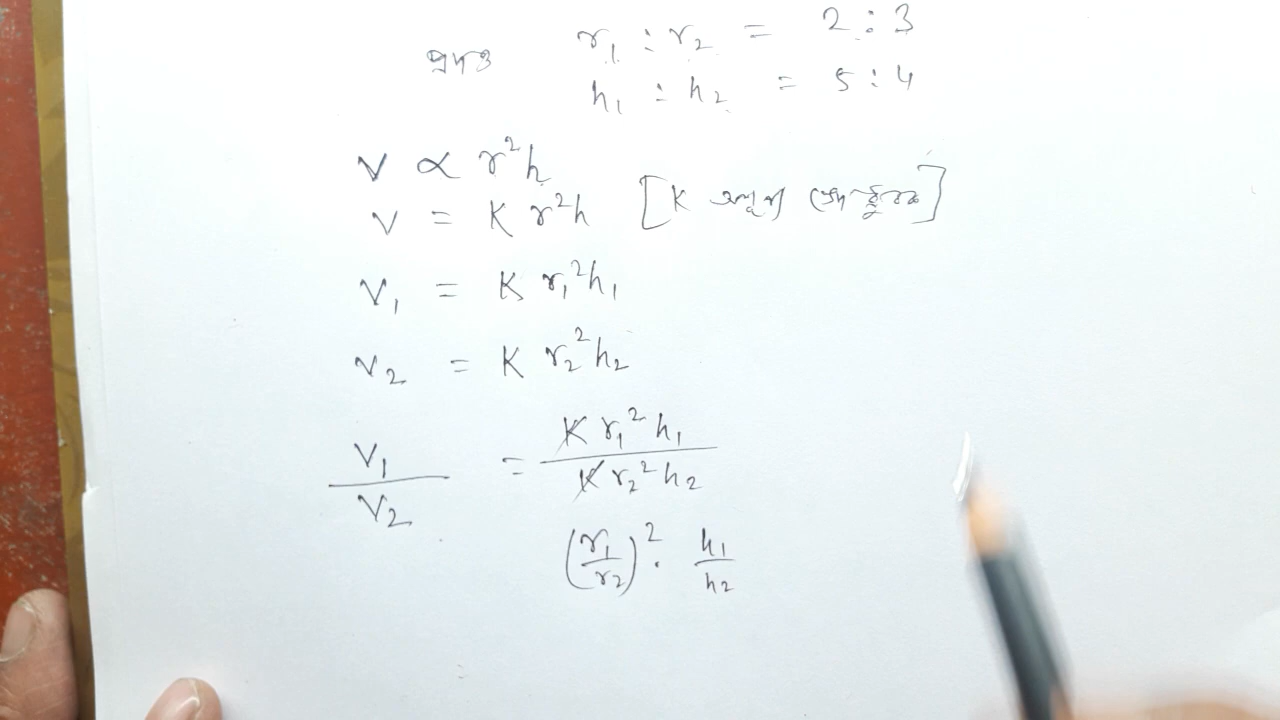 প্রদত্ত r₁ : r₂ = 2 : 3
h₁ : h₂ = 5 : 4
V ∝ r²h
V = K r²h [K অশূন্য ভেদ ধ্রুবক]
V₁ = K r₁²h₁
V₂ = K r₂²h₂
V₁/V₂ = K r₁²h₁ / K r₂²h₂
(r₁/r₂)² · h₁/h₂